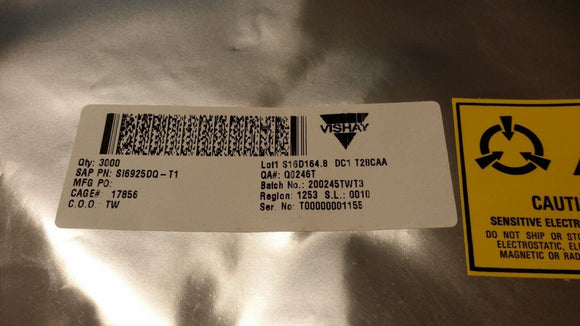 VISHAY
Qty: 3000
SAP PN: SI6925DQ-T1
MFG PO:
CAGE#: 17856
C.O.O: TW
Lot1 S16D164.8 DC1 T28CAA
QA#: Q0246T
Batch No.: 200245TWT3
Region: 1253 S.L.: 0010
Ser. No: T00000001155
CAUTI
SENSITIVE ELECTR
DO NOT SHIP OR STO
ELECTROSTATIC, EL
MAGNETIC OR RAD